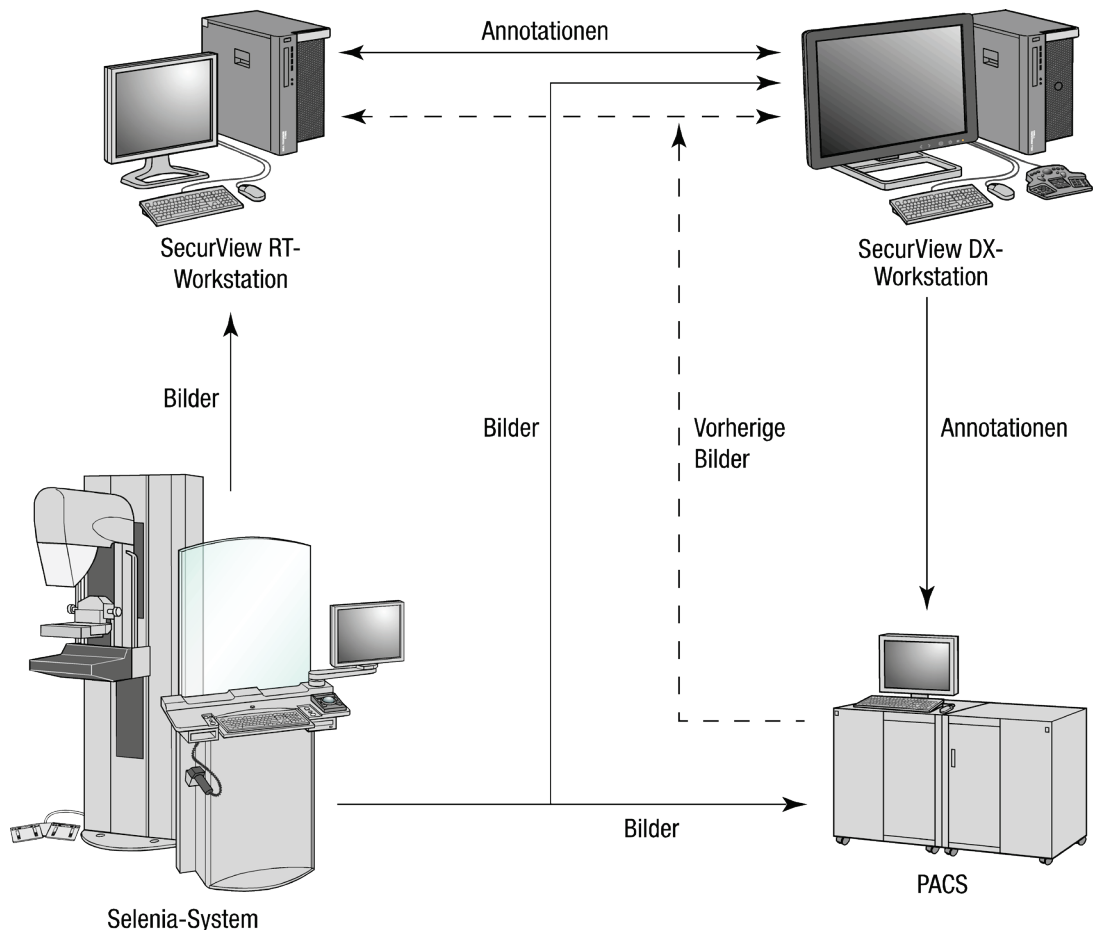 Annotationen
SecurView RT-
Workstation
SecurView DX-
Workstation
Bilder
Bilder
Vorherige
Bilder
Annotationen
Bilder
PACS
Selenia-System